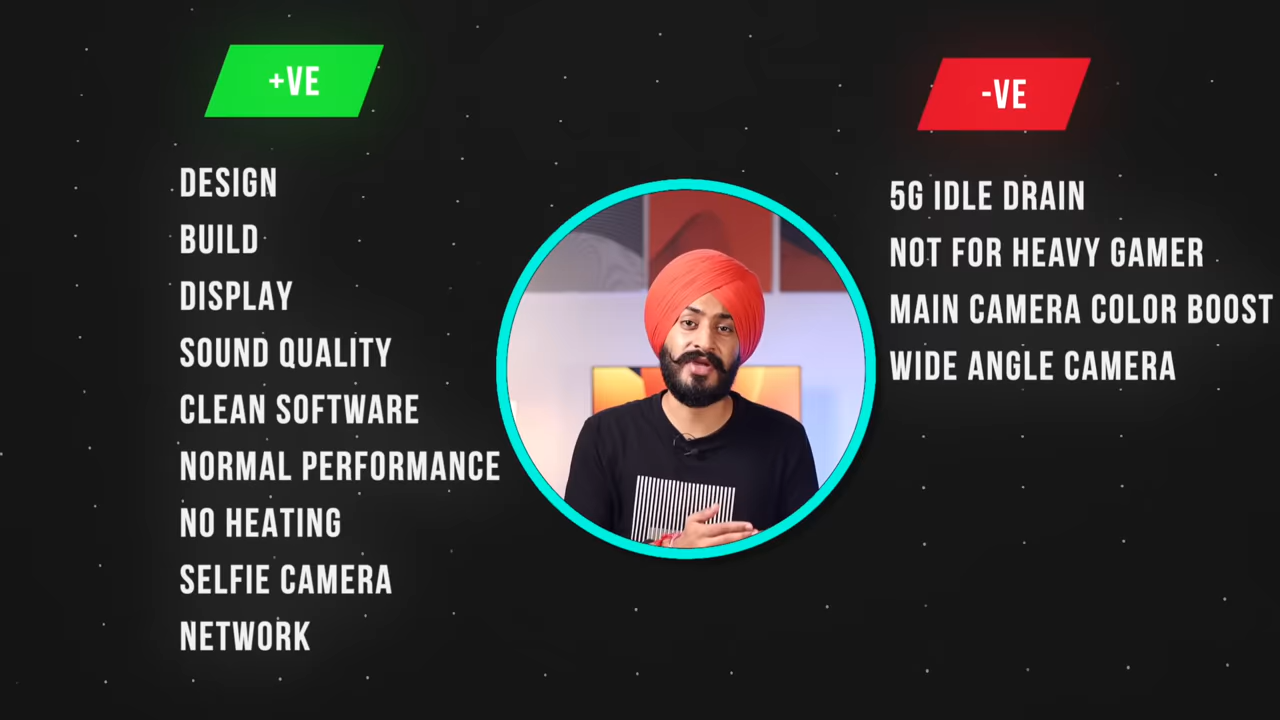 +VE
DESIGN
BUILD
DISPLAY
SOUND QUALITY
CLEAN SOFTWARE
NORMAL PERFORMANCE
NO HEATING
SELFIE CAMERA
NETWORK
-VE
5G IDLE DRAIN
NOT FOR HEAVY GAMER
MAIN CAMERA COLOR BOOST
WIDE ANGLE CAMERA